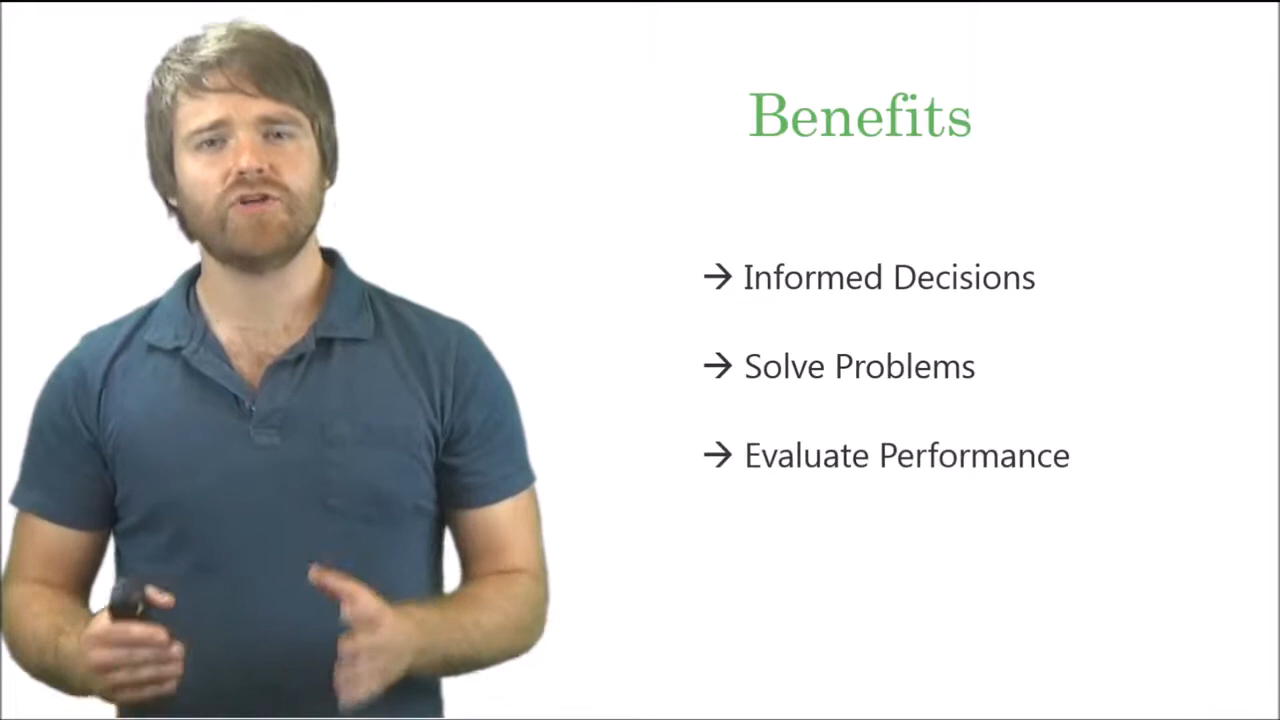 Benefits
→ Informed Decisions
→ Solve Problems
→ Evaluate Performance